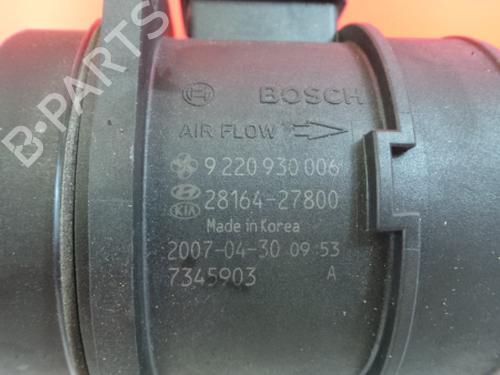 BOSCH
AIR FLOW
9 220 930 006
28164-27800
KIA
Made in Korea
2007-04-30 09 53
7345903 A
B-PARTS